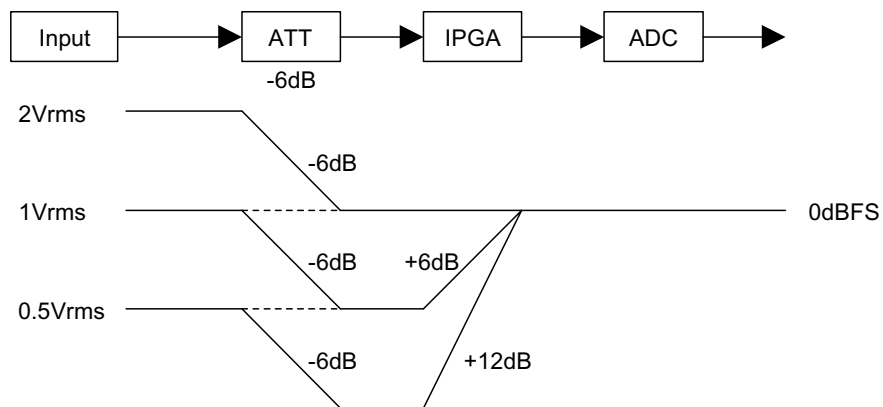 Input ATT IPGA ADC
-6dB
2Vrms
-6dB
1Vrms 0dBFS
-6dB +6dB
0.5Vrms
-6dB +12dB